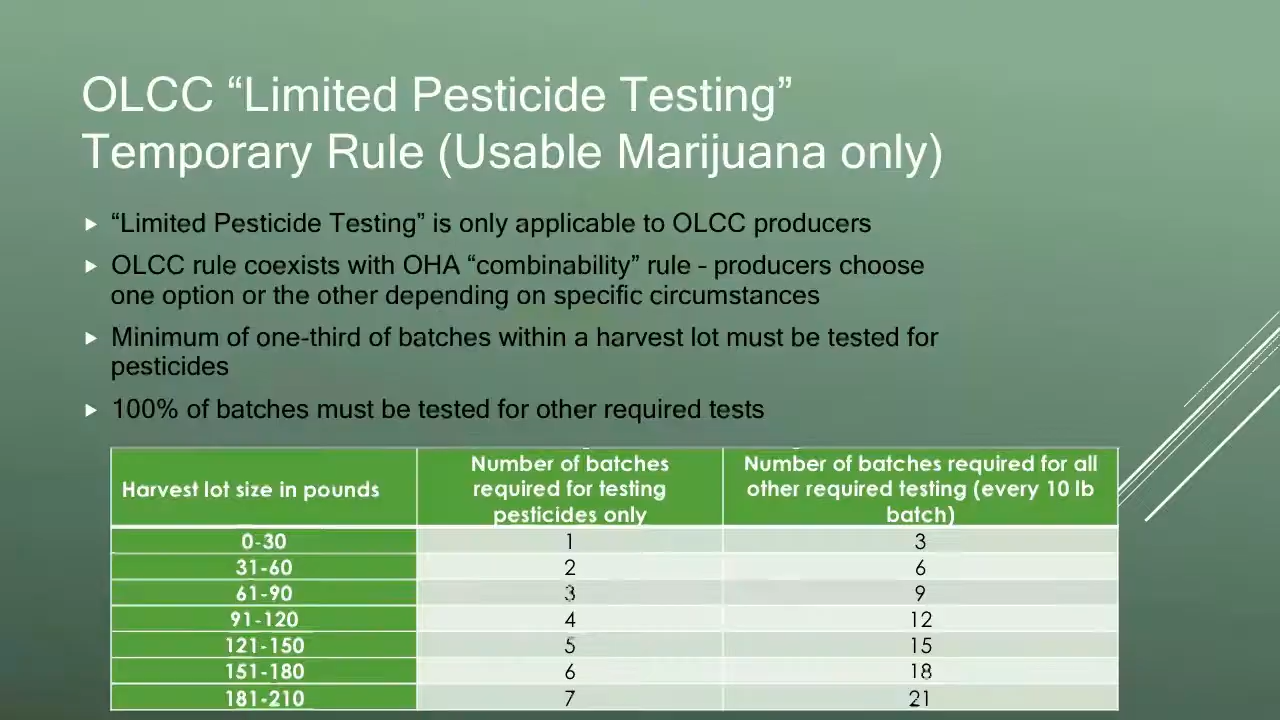 OLCC “Limited Pesticide Testing”
Temporary Rule (Usable Marijuana only)
“Limited Pesticide Testing” is only applicable to OLCC producers
OLCC rule coexists with OHA “combinability” rule - producers choose
one option or the other depending on specific circumstances
Minimum of one-third of batches within a harvest lot must be tested for
pesticides
100% of batches must be tested for other required tests
Harvest lot size in pounds
Number of batches
required for testing
pesticides only
Number of batches required for all
other required testing (every 10 lb
batch)
0-30 1 3
31-60 2 6
61-90 3 9
91-120 4 12
121-150 5 15
151-180 6 18
181-210 7 21